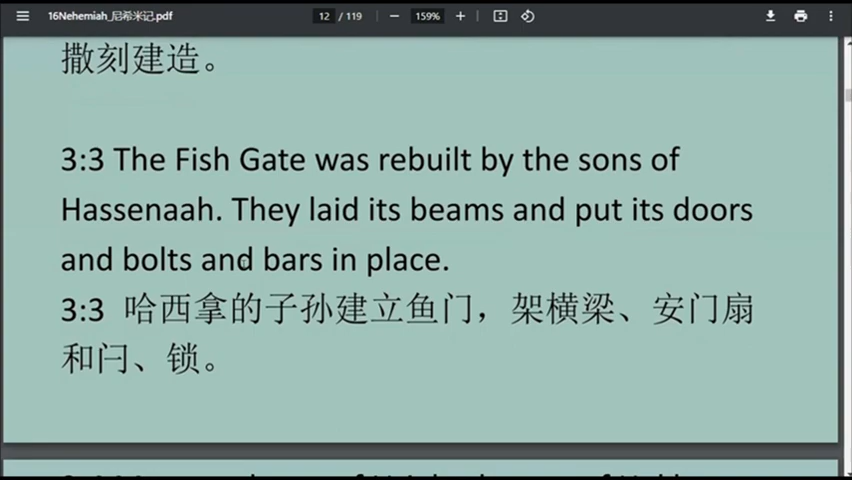 16Nehemiah_尼希米记.pdf
12 / 119
159%
撒刻建造。
3:3 The Fish Gate was rebuilt by the sons of
Hassenaah. They laid its beams and put its doors
and bolts and bars in place.
3:3 哈西拿的子孙建立鱼门，架横梁、安门扇
和闩、锁。